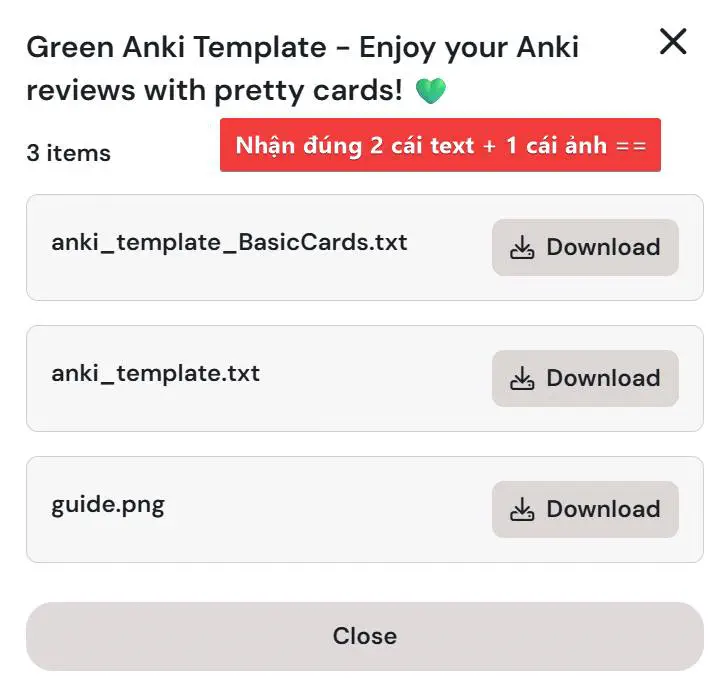 Green Anki Template - Enjoy your Anki
reviews with pretty cards! 💚
3 items
Nhận đúng 2 cái text + 1 cái ảnh ==
anki_template_BasicCards.txt
Download
anki_template.txt
Download
guide.png
Download
Close